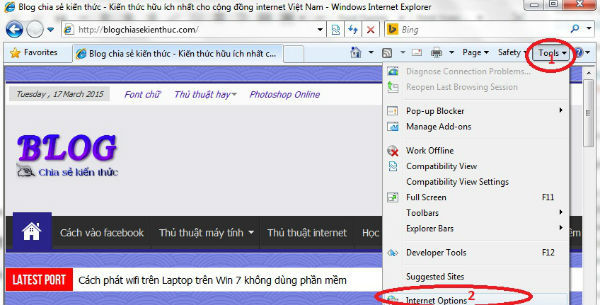 Blog chia sẻ kiến thức - Kiến thức hữu ích nhất cho cộng đồng internet Việt Nam - Windows Internet Explorer
http://blogchiasekienthuc.com/
Bing
Favorites
Blog chia sẻ kiến thức - Kiến thức hữu ích nhất c...
Page
Safety
Tools
1
Tuesday , 17 March 2015
Font chữ
Thủ thuật hay
Photoshop Online
BLOG
Chia sẻ kiến thức
Cách vào facebook
Thủ thuật máy tính
Thủ thuật internet
Học
LATEST PORT
Cách phát wifi trên Laptop trên Win 7 không dùng phần mềm
Diagnose Connection Problems...
Reopen Last Browsing Session
Pop-up Blocker
Manage Add-ons
Work Offline
Compatibility View
Compatibility View Settings
Full Screen F11
Toolbars
Explorer Bars
Developer Tools F12
Suggested Sites
Internet Options
2